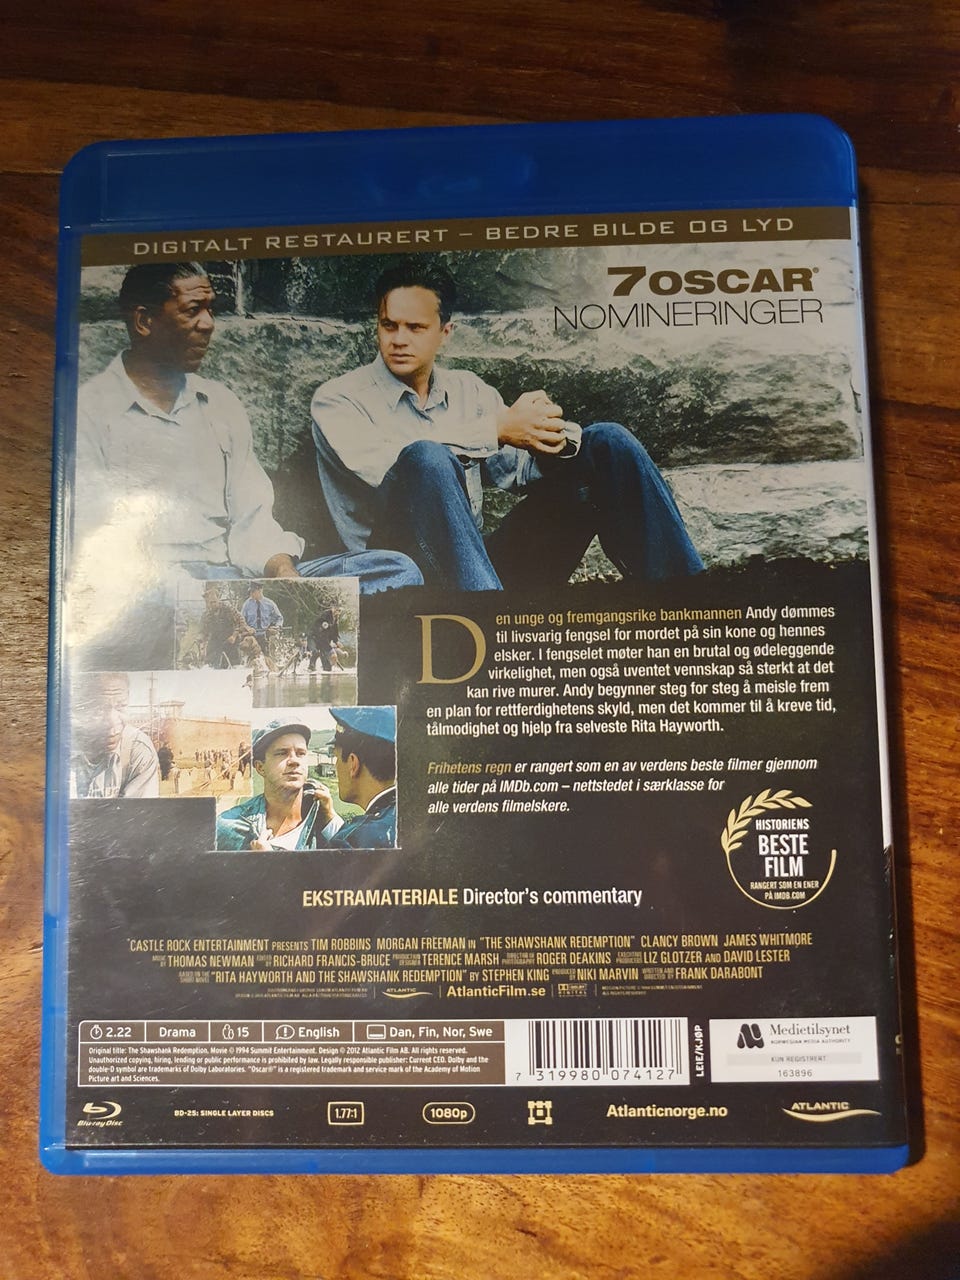 DIGITALT RESTAURERT – BEDRE BILDE OG LYD
7 OSCAR®
NOMINERINGER
Den unge og fremgangsrike bankmannen Andy dømmes
til livsvarig fengsel for mordet på sin kone og hennes
elsker. I fengselet møter han en brutal og ødeleggende
virkelighet, men også uventet vennskap så sterkt at det
kan rive murer. Andy begynner steg for steg å meisle frem
en plan for rettferdighetens skyld, men det kommer til å kreve tid,
tålmodighet og hjelp fra selveste Rita Hayworth.
Frihetens regn er rangert som en av verdens beste filmer gjennom
alle tider på IMDb.com – nettstedet i særklasse for
alle verdens filmelskere.
HISTORIENS
BESTE
FILM
RANGERT SOM EN ENER
PÅ IMDB.COM
EKSTRAMATERIALE Director's commentary
CASTLE ROCK ENTERTAINMENT PRESENTS TIM ROBBINS MORGAN FREEMAN IN "THE SHAWSHANK REDEMPTION" CLANCY BROWN JAMES WHITMORE
MUSIC BY THOMAS NEWMAN EDITED BY RICHARD FRANCIS-BRUCE PRODUCTION DESIGNER TERENCE MARSH DIRECTOR OF PHOTOGRAPHY ROGER DEAKINS EXECUTIVE PRODUCERS LIZ GLOTZER AND DAVID LESTER
BASED ON THE SHORT NOVEL "RITA HAYWORTH AND THE SHAWSHANK REDEMPTION" BY STEPHEN KING PRODUCED BY NIKI MARVIN WRITTEN AND DIRECTED BY FRANK DARABONT
ATLANTIC
AtlanticFilm.se
DOLBY DIGITAL
2.22
Drama
15
English
Dan, Fin, Nor, Swe
Original title: The Shawshank Redemption. Movie © 1994 Summit Entertainment. Design © 2012 Atlantic Film AB. All rights reserved.
Unauthorized copying, hiring, lending or public performance is prohibited by law. Legally responsible publisher: Current CEO. Dolby and the
double-D symbol are trademarks of Dolby Laboratories. "Oscar®" is a registered trademark and service mark of the Academy of Motion
Picture art and Sciences.
7 319980 074127
LEIE/KJØP
Medietilsynet
NORWEGIAN MEDIA AUTHORITY
KUN REGISTRERT
163896
Blu-ray Disc
BD-25: SINGLE LAYER DISCS
1.77:1
1080p
Atlanticnorge.no
ATLANTIC